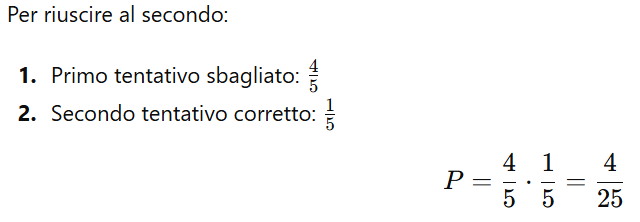 Per riuscire al secondo:
1. Primo tentativo sbagliato: 4/5
2. Secondo tentativo corretto: 1/5
P = 4/5 · 1/5 = 4/25